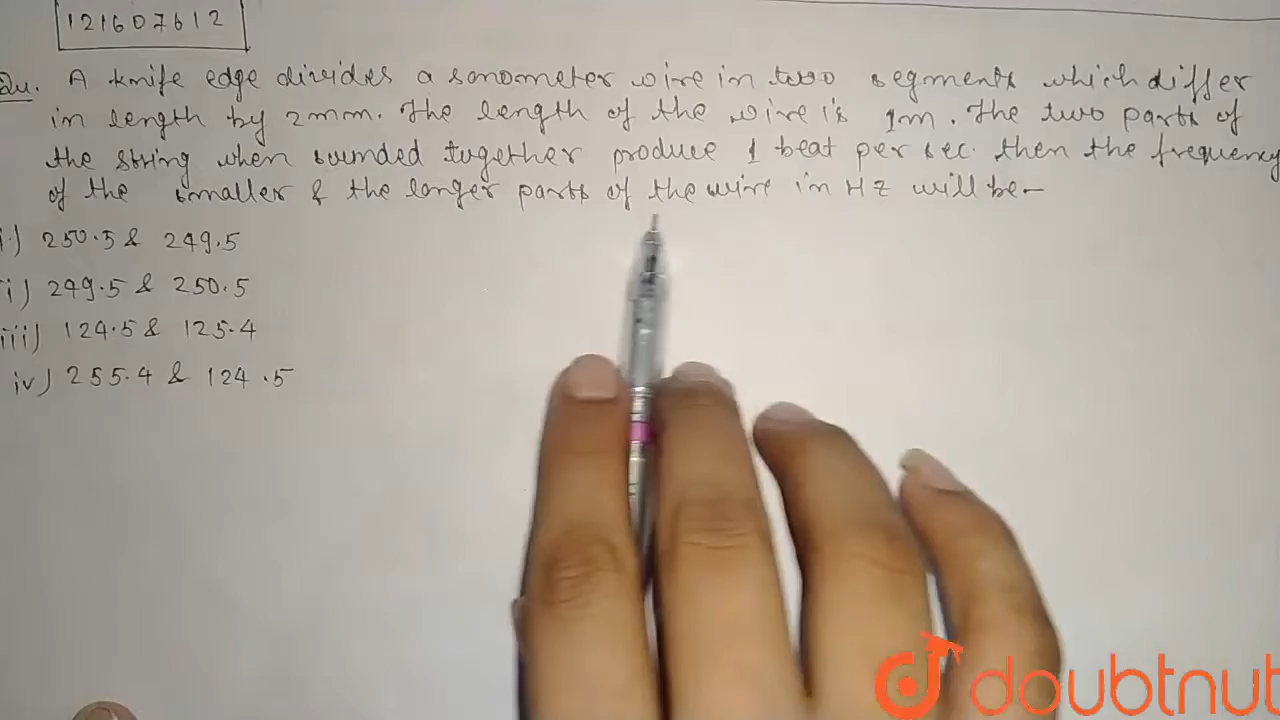 121607612
Qu. A knife edge divides a sonometer wire in two segments which differ
in length by 2mm. The length of the wire is 1m. The two parts of
the string when sounded together produce 1 beat per sec. then the frequency
of the smaller & the longer parts of the wire in HZ will be-
i) 250.5 & 249.5
ii) 249.5 & 250.5
iii) 124.5 & 125.4
iv) 255.4 & 124.5
doubtnut